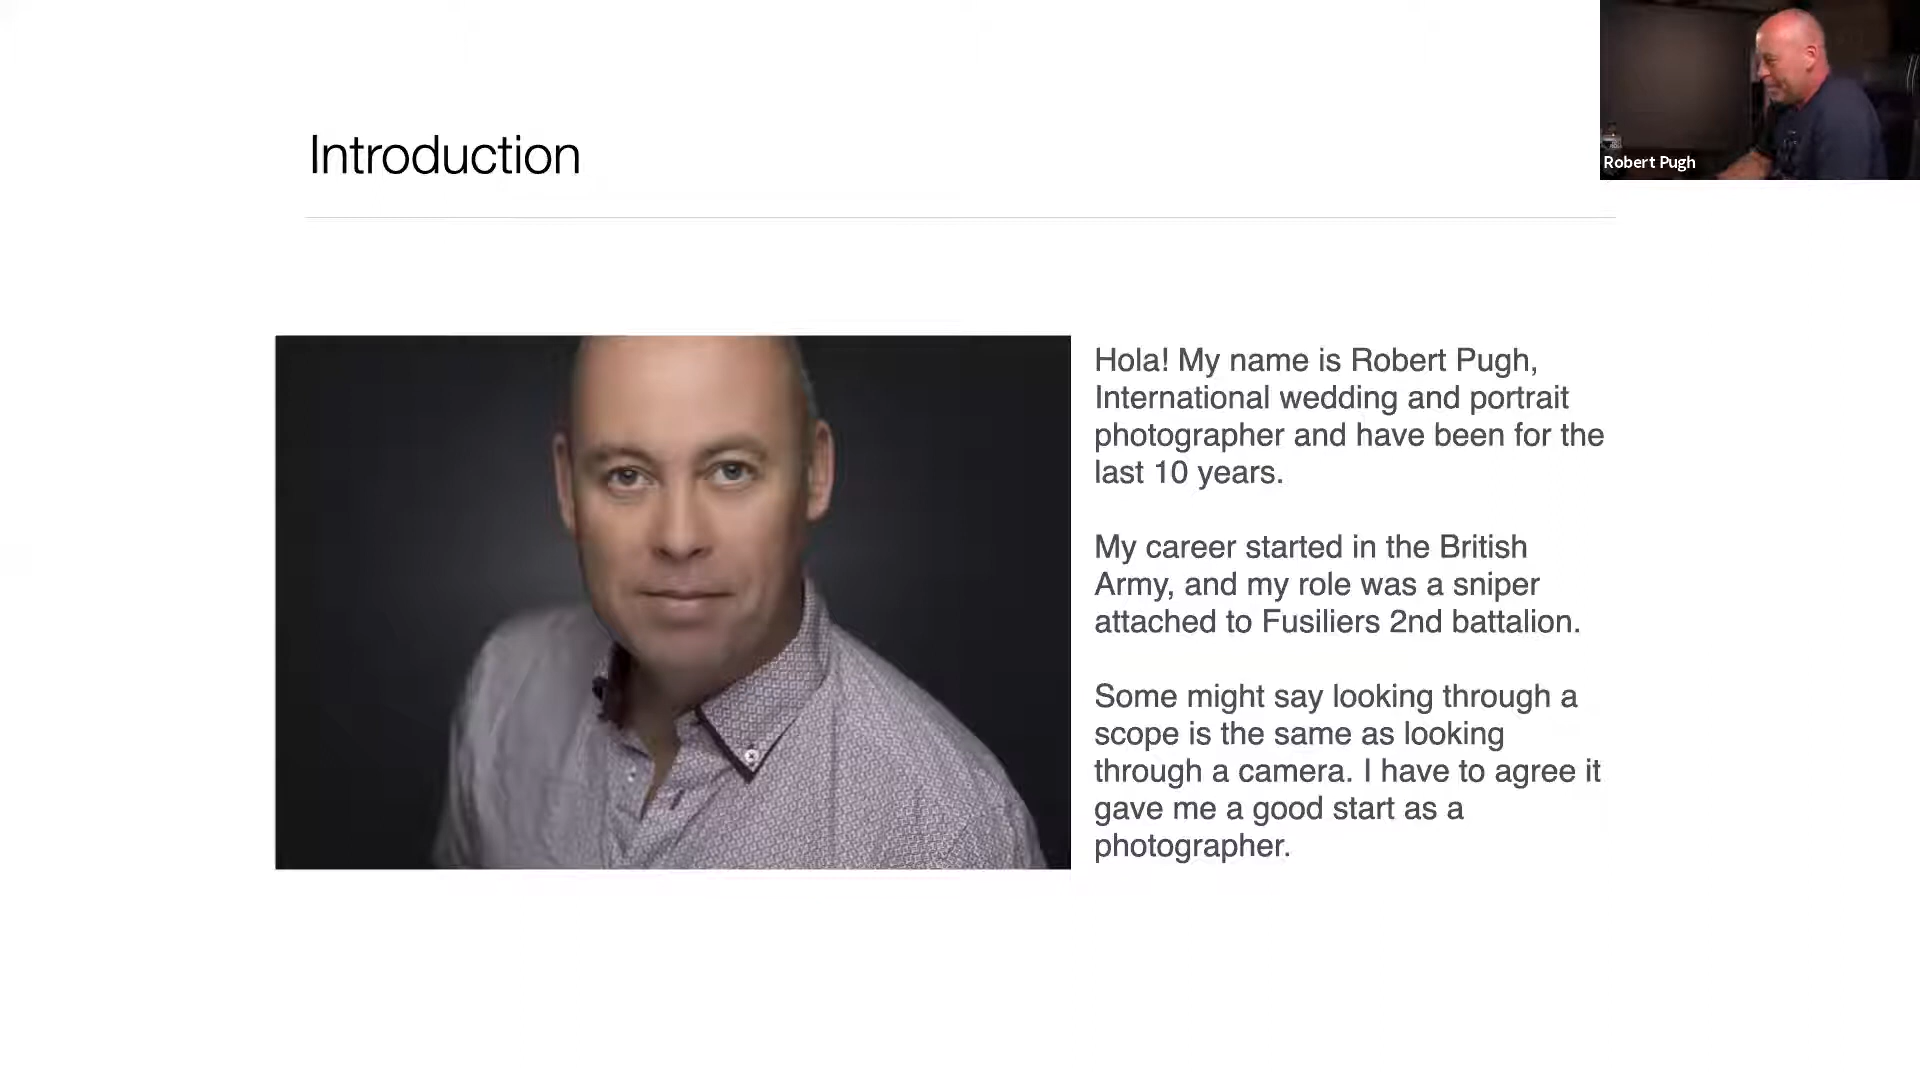 Introduction
Robert Pugh
Hola! My name is Robert Pugh,
International wedding and portrait
photographer and have been for the
last 10 years.
My career started in the British
Army, and my role was a sniper
attached to Fusiliers 2nd battalion.
Some might say looking through a
scope is the same as looking
through a camera. I have to agree it
gave me a good start as a
photographer.